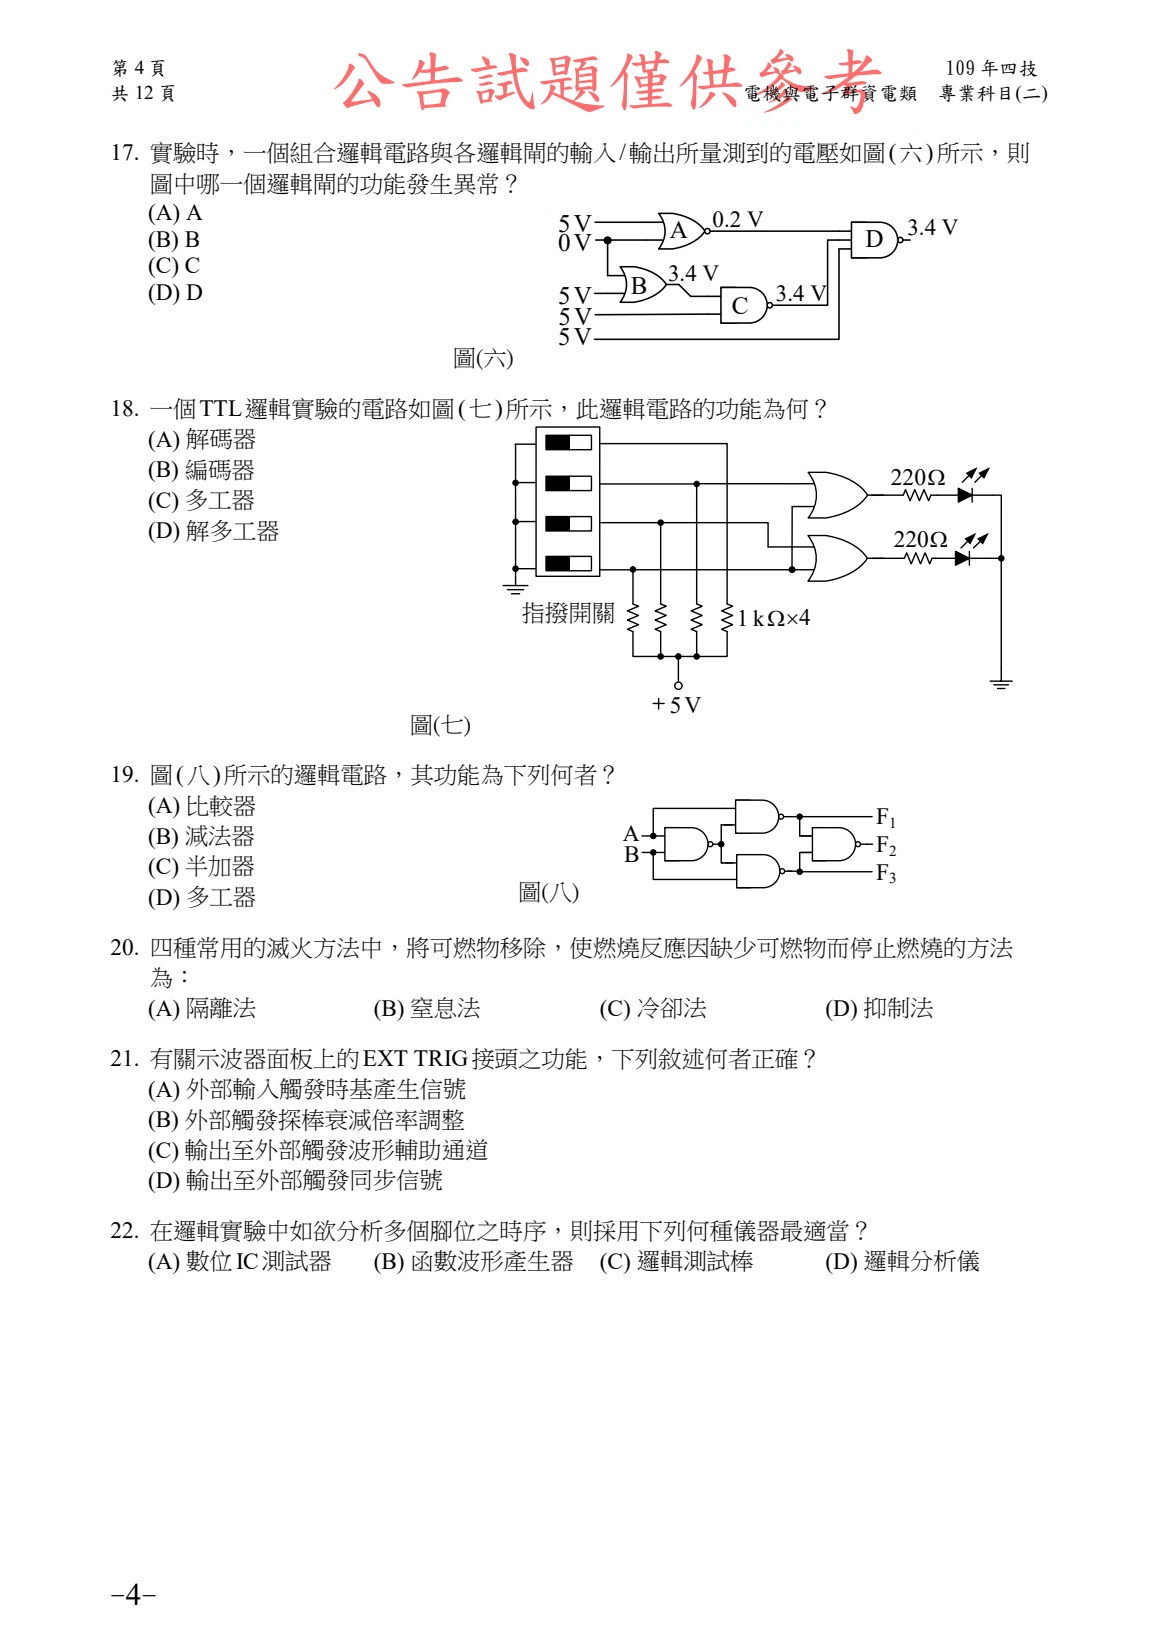 第 4 頁
共 12 頁
公告試題僅供參考
109 年四技
電機與電子群資電類 專業科目(二)
17. 實驗時，一個組合邏輯電路與各邏輯閘的輸入/輸出所量測到的電壓如圖(六)所示，則
圖中哪一個邏輯閘的功能發生異常？
(A) A
(B) B
(C) C
(D) D
5 V
0 V
A
0.2 V
D
3.4 V
B
3.4 V
5 V
5 V
5 V
C
3.4 V
圖(六)
18. 一個TTL邏輯實驗的電路如圖(七)所示，此邏輯電路的功能為何？
(A) 解碼器
(B) 編碼器
(C) 多工器
(D) 解多工器
220Ω
220Ω
指撥開關
1 kΩ×4
+5V
圖(七)
19. 圖(八)所示的邏輯電路，其功能為下列何者？
(A) 比較器
(B) 減法器
(C) 半加器
(D) 多工器
A
B
F1
F2
F3
圖(八)
20. 四種常用的滅火方法中，將可燃物移除，使燃燒反應因缺少可燃物而停止燃燒的方法
為：
(A) 隔離法 (B) 窒息法 (C) 冷卻法 (D) 抑制法
21. 有關示波器面板上的EXT TRIG接頭之功能，下列敘述何者正確？
(A) 外部輸入觸發時基產生信號
(B) 外部觸發探棒衰減倍率調整
(C) 輸出至外部觸發波形輔助通道
(D) 輸出至外部觸發同步信號
22. 在邏輯實驗中如欲分析多個腳位之時序，則採用下列何種儀器最適當？
(A) 數位IC測試器 (B) 函數波形產生器 (C) 邏輯測試棒 (D) 邏輯分析儀
-4-